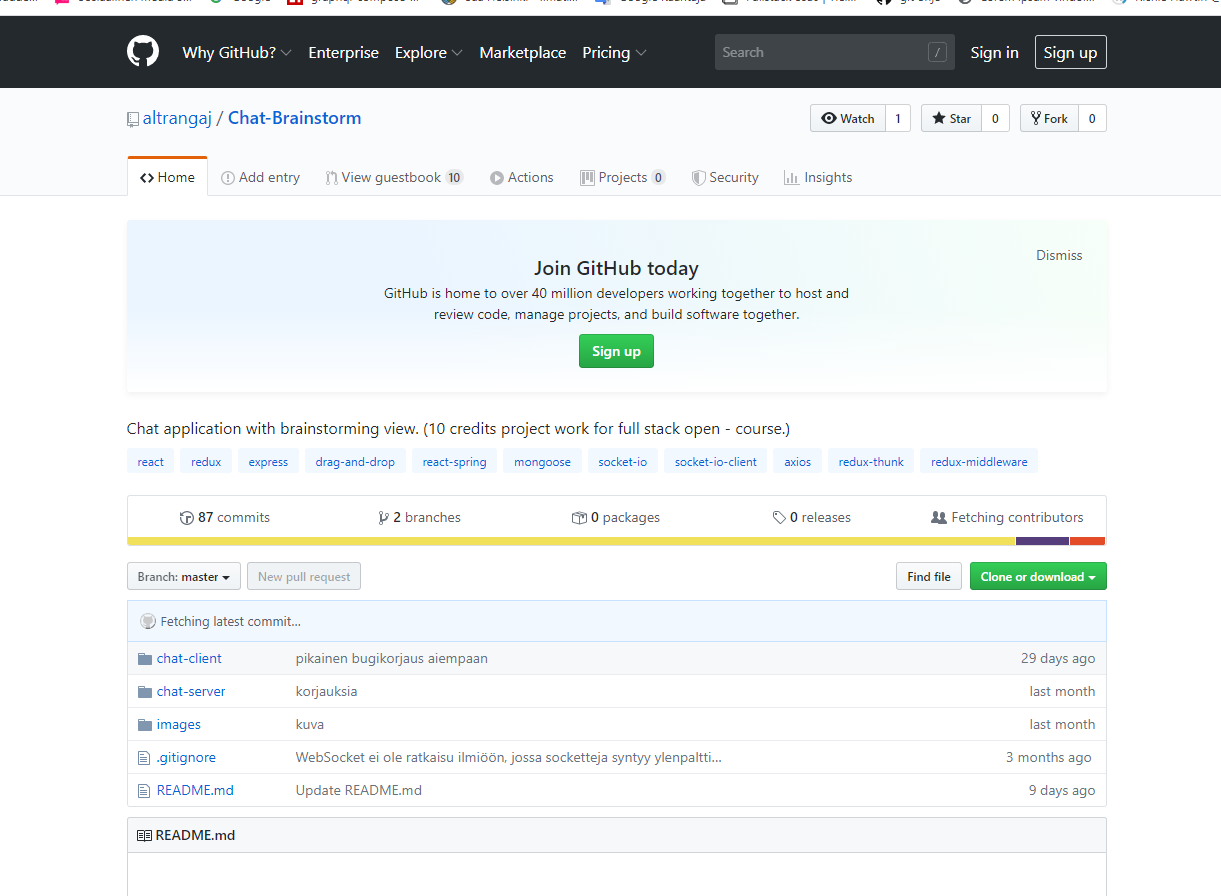 Why GitHub? Enterprise Explore Marketplace Pricing Search / Sign in Sign up
altrangaj / Chat-Brainstorm Watch 1 Star 0 Fork 0
Home Add entry View guestbook 10 Actions Projects 0 Security Insights
Dismiss
Join GitHub today
GitHub is home to over 40 million developers working together to host and
review code, manage projects, and build software together.
Sign up
Chat application with brainstorming view. (10 credits project work for full stack open - course.)
react redux express drag-and-drop react-spring mongoose socket-io socket-io-client axios redux-thunk redux-middleware
87 commits 2 branches 0 packages 0 releases Fetching contributors
Branch: master New pull request Find file Clone or download
Fetching latest commit…
chat-client pikainen bugikorjaus aiempaan 29 days ago
chat-server korjauksia last month
images kuva last month
.gitignore WebSocket ei ole ratkaisu ilmiöön, jossa socketteja syntyy ylenpaltti… 3 months ago
README.md Update README.md 9 days ago
README.md